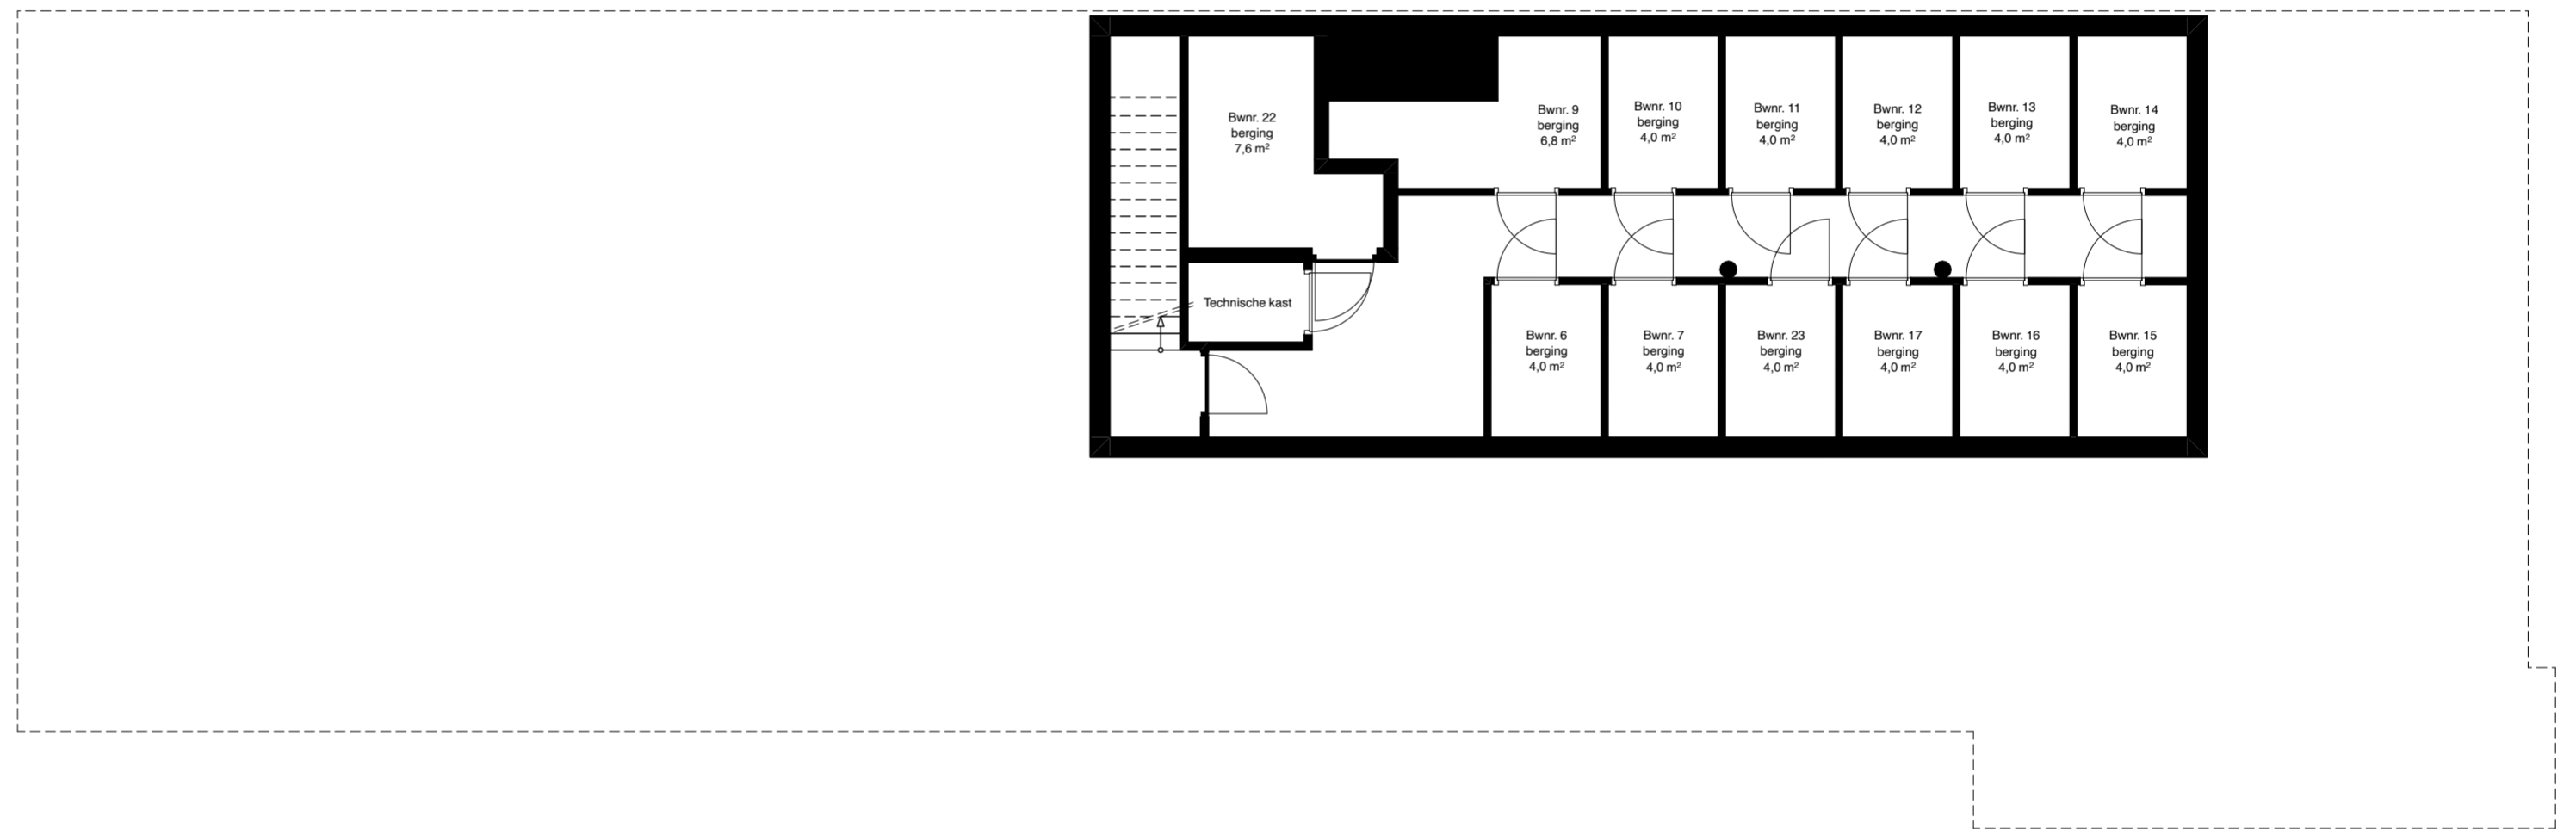 Bwnr. 22
berging
7,6 m²
Bwnr. 9
berging
6,8 m²
Bwnr. 10
berging
4,0 m²
Bwnr. 11
berging
4,0 m²
Bwnr. 12
berging
4,0 m²
Bwnr. 13
berging
4,0 m²
Bwnr. 14
berging
4,0 m²
Technische kast
Bwnr. 6
berging
4,0 m²
Bwnr. 7
berging
4,0 m²
Bwnr. 23
berging
4,0 m²
Bwnr. 17
berging
4,0 m²
Bwnr. 16
berging
4,0 m²
Bwnr. 15
berging
4,0 m²